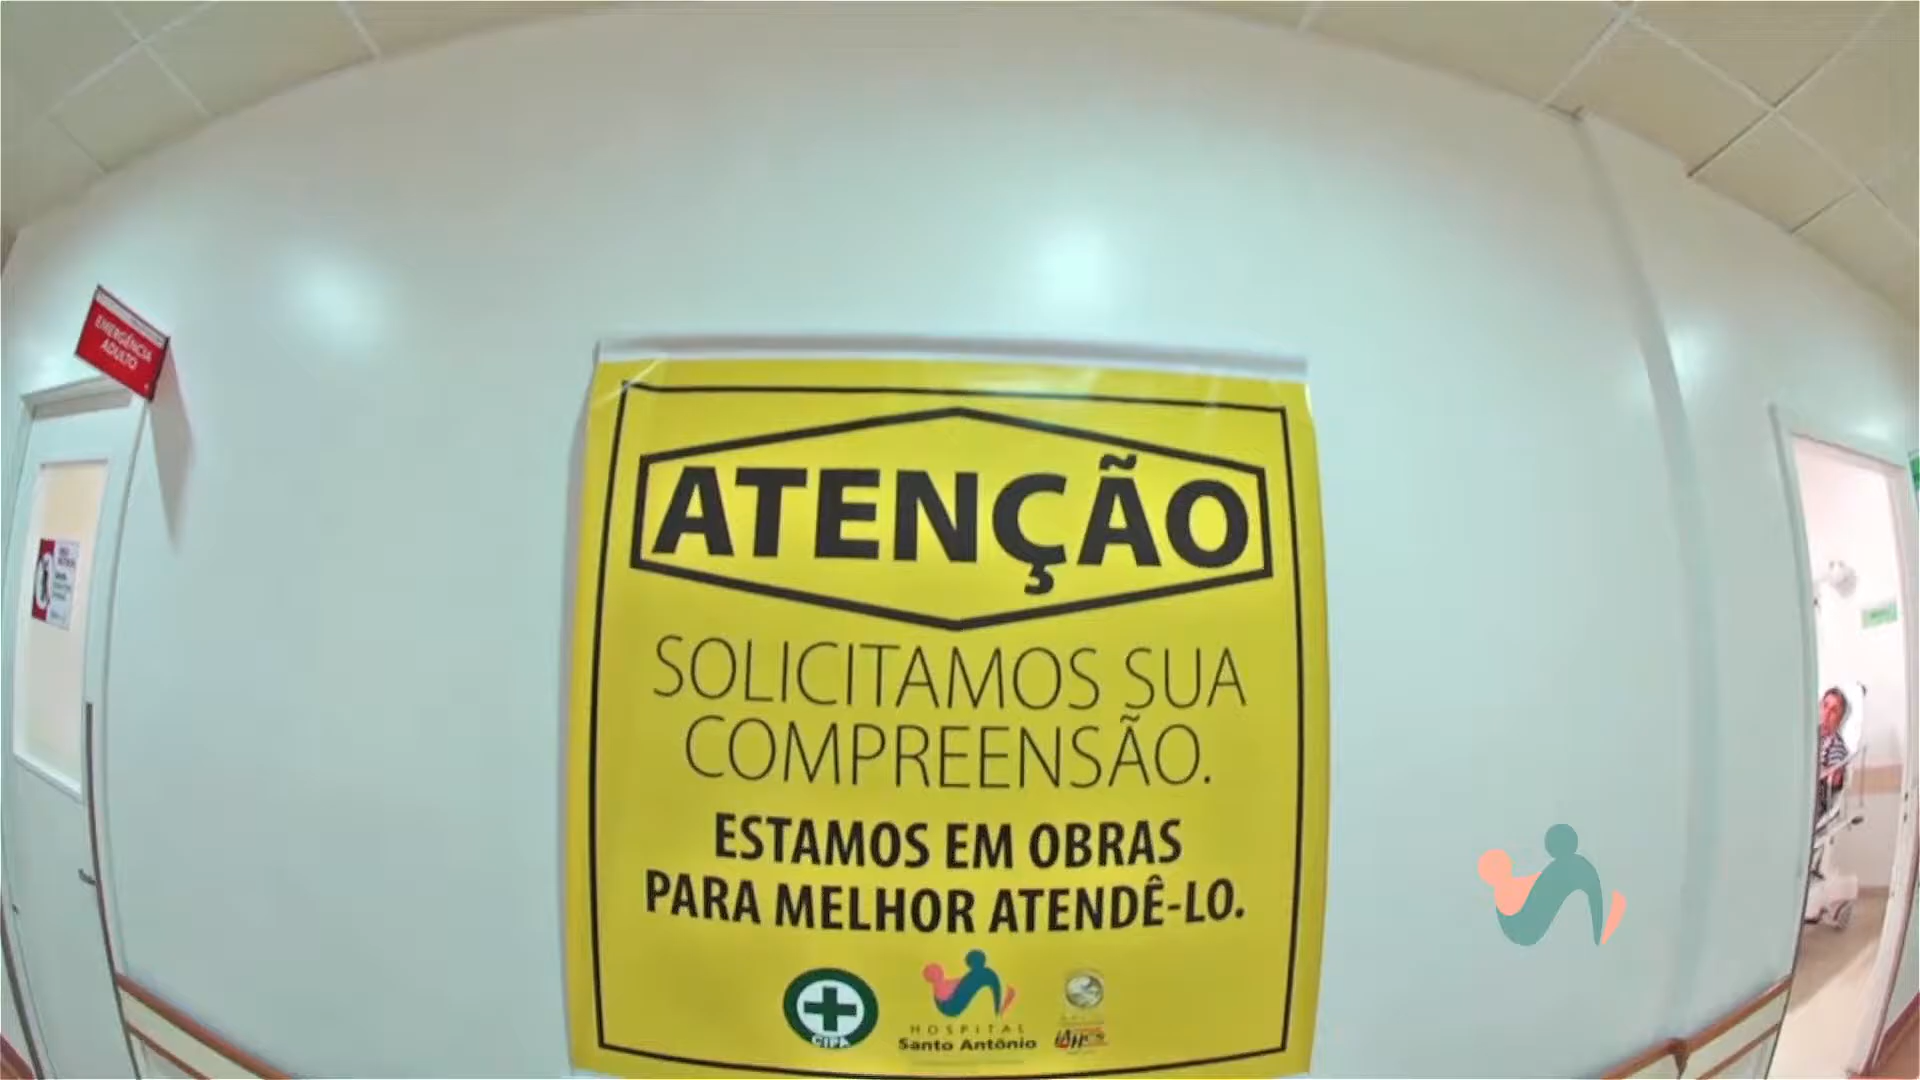 EMERGÊNCIA
ADULTO
ATENÇÃO
SOLICITAMOS SUA
COMPREENSÃO.
ESTAMOS EM OBRAS
PARA MELHOR ATENDÊ-LO.
CIPA
HOSPITAL
Santo Antônio